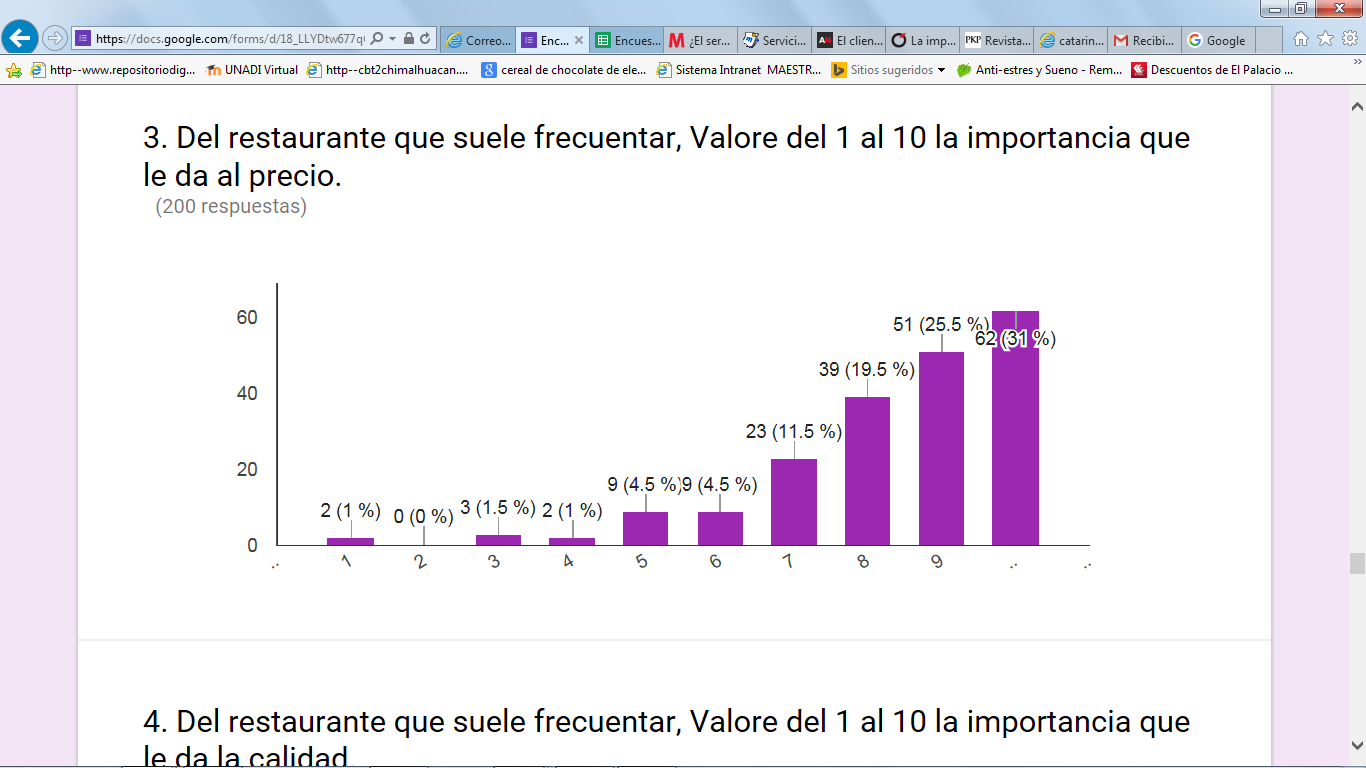 https://docs.google.com/forms/d/18_LLYDtw677q
Correo...
Enc...
Encues...
¿El ser...
Servici...
El clien...
La imp...
PKP Revista...
catarin...
Recibi...
Google
http--www.repositoriodig...
UNADI Virtual
http--cbt2chimalhuacan....
cereal de chocolate de ele...
Sistema Intranet MAESTR...
Sitios sugeridos
Anti-estres y Sueno - Rem...
Descuentos de El Palacio ...
3. Del restaurante que suele frecuentar, Valore del 1 al 10 la importancia que
le da al precio.
(200 respuestas)
60
40
20
0
2 (1 %)
0 (0 %)
3 (1.5 %)
2 (1 %)
9 (4.5 %)
9 (4.5 %)
23 (11.5 %)
39 (19.5 %)
51 (25.5 %)
62 (31 %)
.. 1 2 3 4 5 6 7 8 9 .. ..
4. Del restaurante que suele frecuentar, Valore del 1 al 10 la importancia que
le da la calidad.